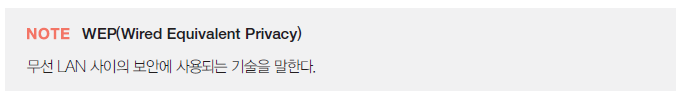 NOTE WEP(Wired Equivalent Privacy)
무선 LAN 사이의 보안에 사용되는 기술을 말한다.